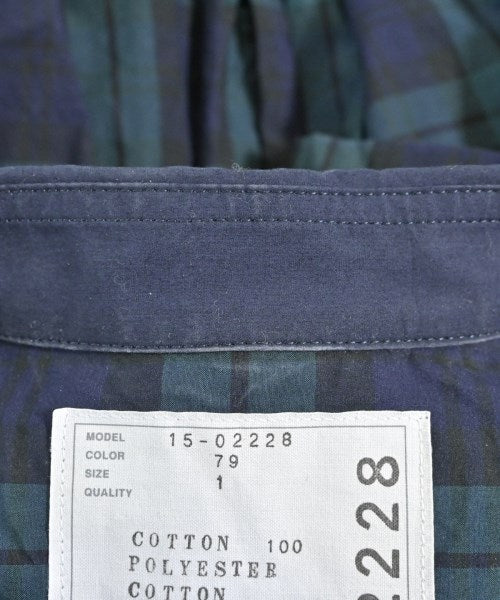 MODEL 15-02228
COLOR 79
SIZE 1
QUALITY
COTTON 100
POLYESTER
COTTON
2228